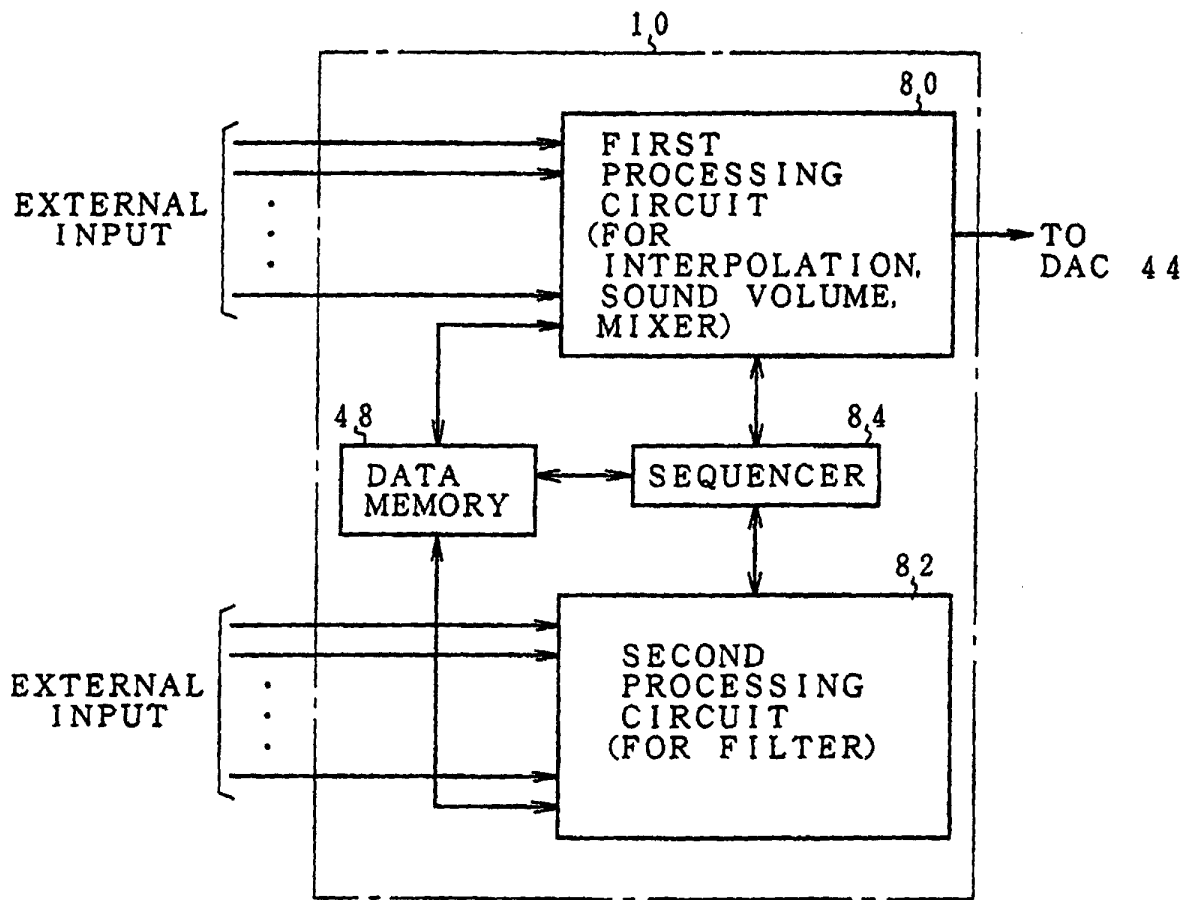 10
80
FIRST
PROCESSING
CIRCUIT
(FOR
INTERPOLATION,
SOUND VOLUME,
MIXER)
EXTERNAL
INPUT
TO
DAC 44
48
84
DATA
MEMORY
SEQUENCER
82
EXTERNAL
INPUT
SECOND
PROCESSING
CIRCUIT
(FOR FILTER)